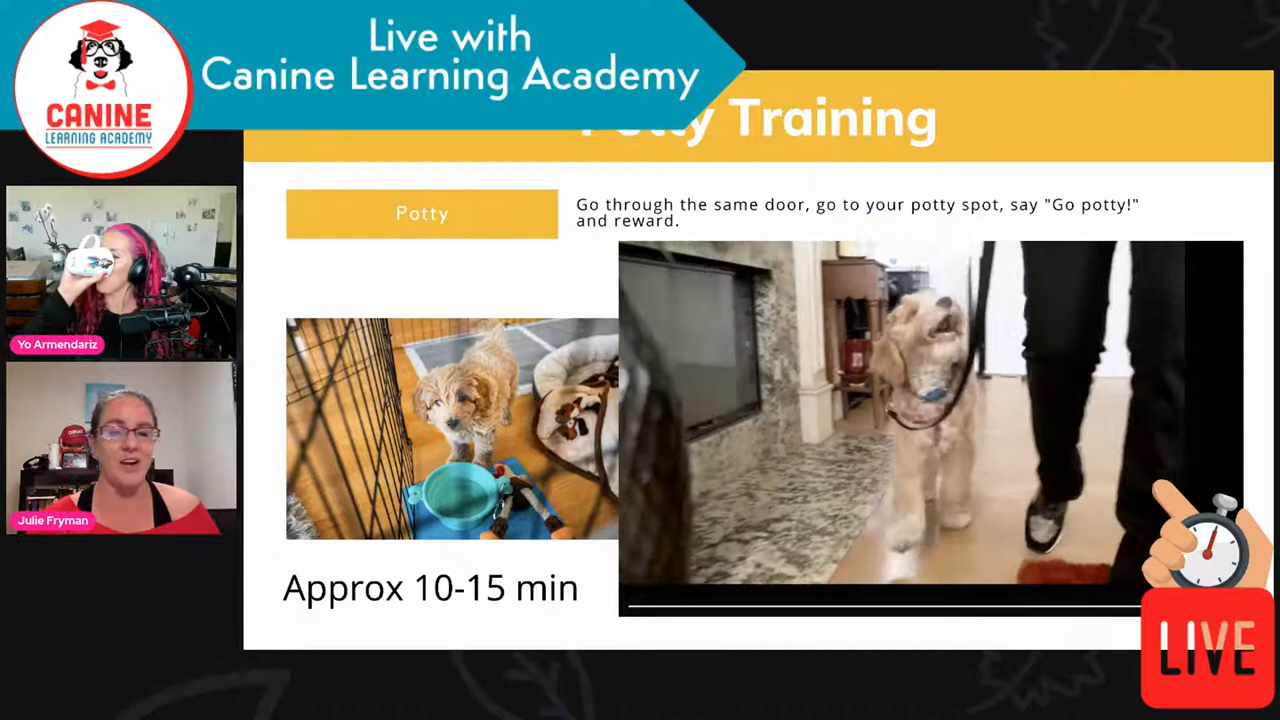 Live with
Canine Learning Academy
CANINE
LEARNING ACADEMY
Potty Training
Potty
Go through the same door, go to your potty spot, say "Go potty!"
and reward.
Yo Armendariz
Julie Fryman
Approx 10-15 min
LIVE